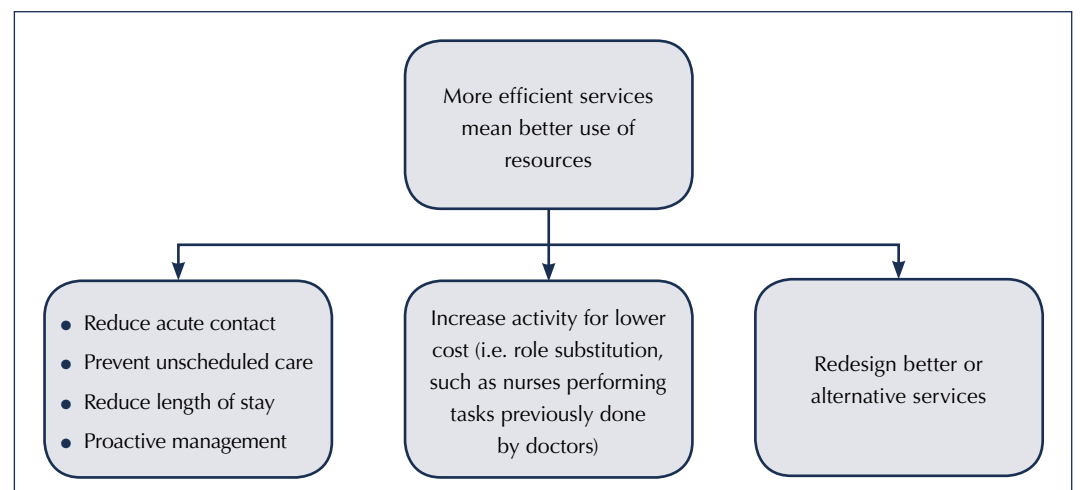 More efficient services
mean better use of
resources
● Reduce acute contact
● Prevent unscheduled care
● Reduce length of stay
● Proactive management
Increase activity for lower
cost (i.e. role substitution,
such as nurses performing
tasks previously done
by doctors)
Redesign better or
alternative services